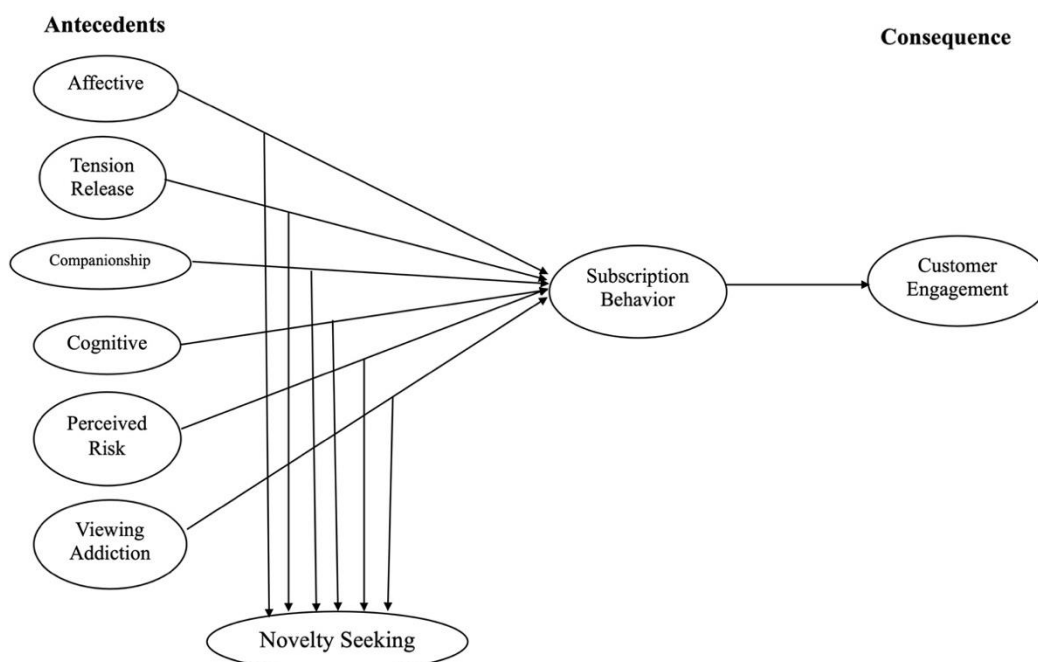 Antecedents
Consequence
Affective
Tension
Release
Companionship
Cognitive
Perceived
Risk
Viewing
Addiction
Subscription
Behavior
Customer
Engagement
Novelty Seeking